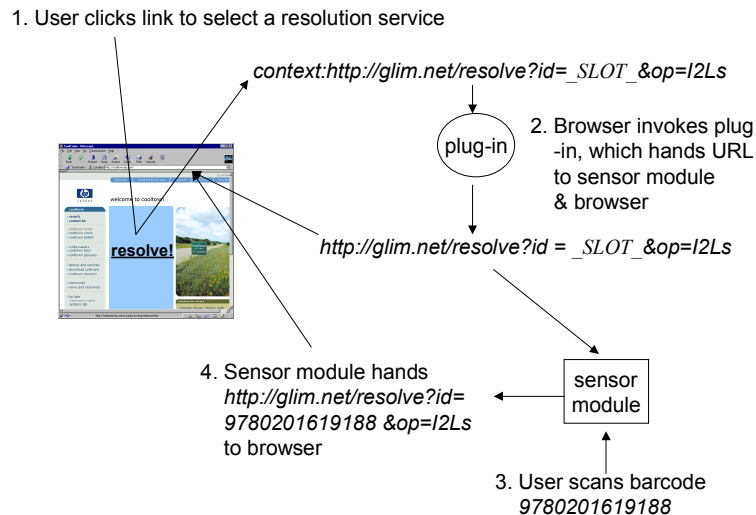 1. User clicks link to select a resolution service
context:http://glim.net/resolve?id=_SLOT_&op=I2Ls
plug-in
2. Browser invokes plug
-in, which hands URL
to sensor module
& browser
welcome to cooltown
resolve!
http://glim.net/resolve?id = _SLOT_&op=I2Ls
4. Sensor module hands
http://glim.net/resolve?id=
9780201619188 &op=I2Ls
to browser
sensor
module
3. User scans barcode
9780201619188